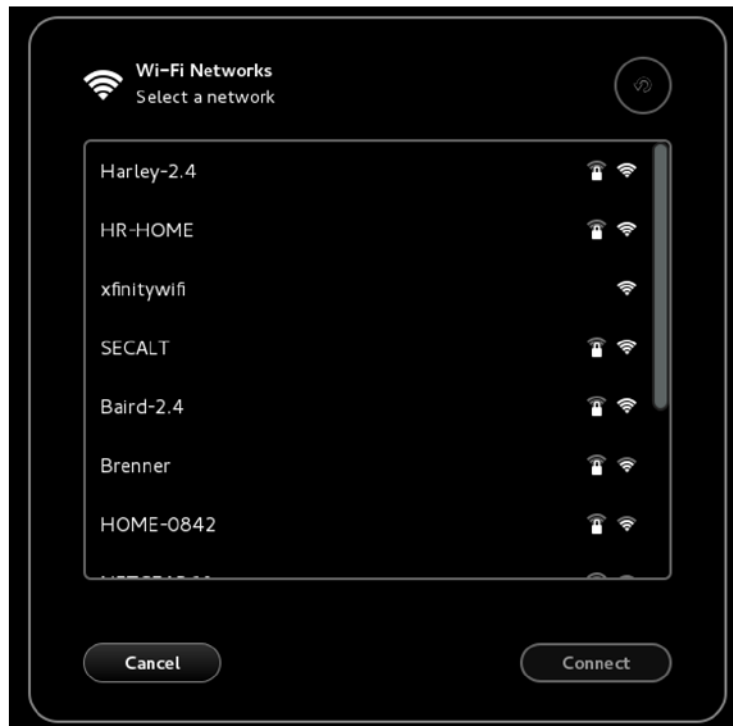 Wi-Fi Networks
Select a network
Harley-2.4
HR-HOME
xfinitywifi
SECALT
Baird-2.4
Brenner
HOME-0842
Cancel
Connect